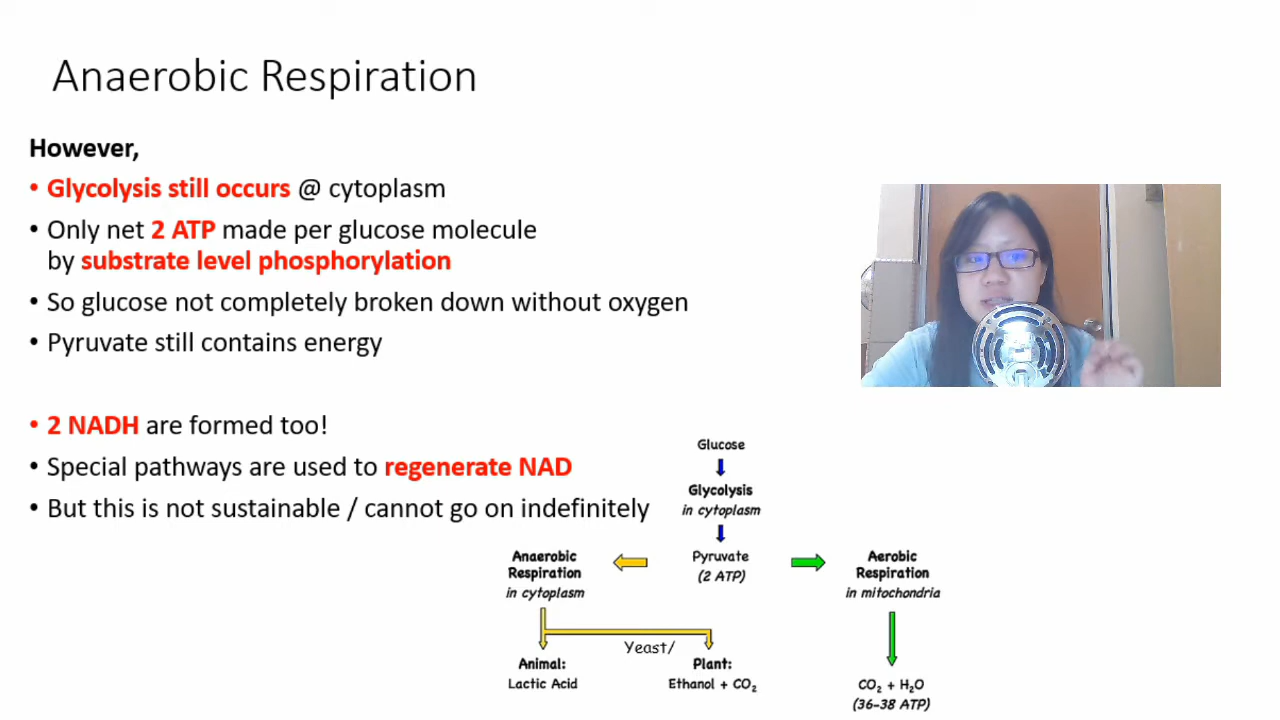 Anaerobic Respiration
However,
• Glycolysis still occurs @ cytoplasm
• Only net 2 ATP made per glucose molecule
by substrate level phosphorylation
• So glucose not completely broken down without oxygen
• Pyruvate still contains energy
• 2 NADH are formed too!
• Special pathways are used to regenerate NAD
• But this is not sustainable / cannot go on indefinitely
Glucose
Glycolysis
in cytoplasm
Pyruvate
(2 ATP)
Anaerobic
Respiration
in cytoplasm
Aerobic
Respiration
in mitochondria
Yeast/
Animal:
Lactic Acid
Plant:
Ethanol + CO₂
CO₂ + H₂O
(36-38 ATP)